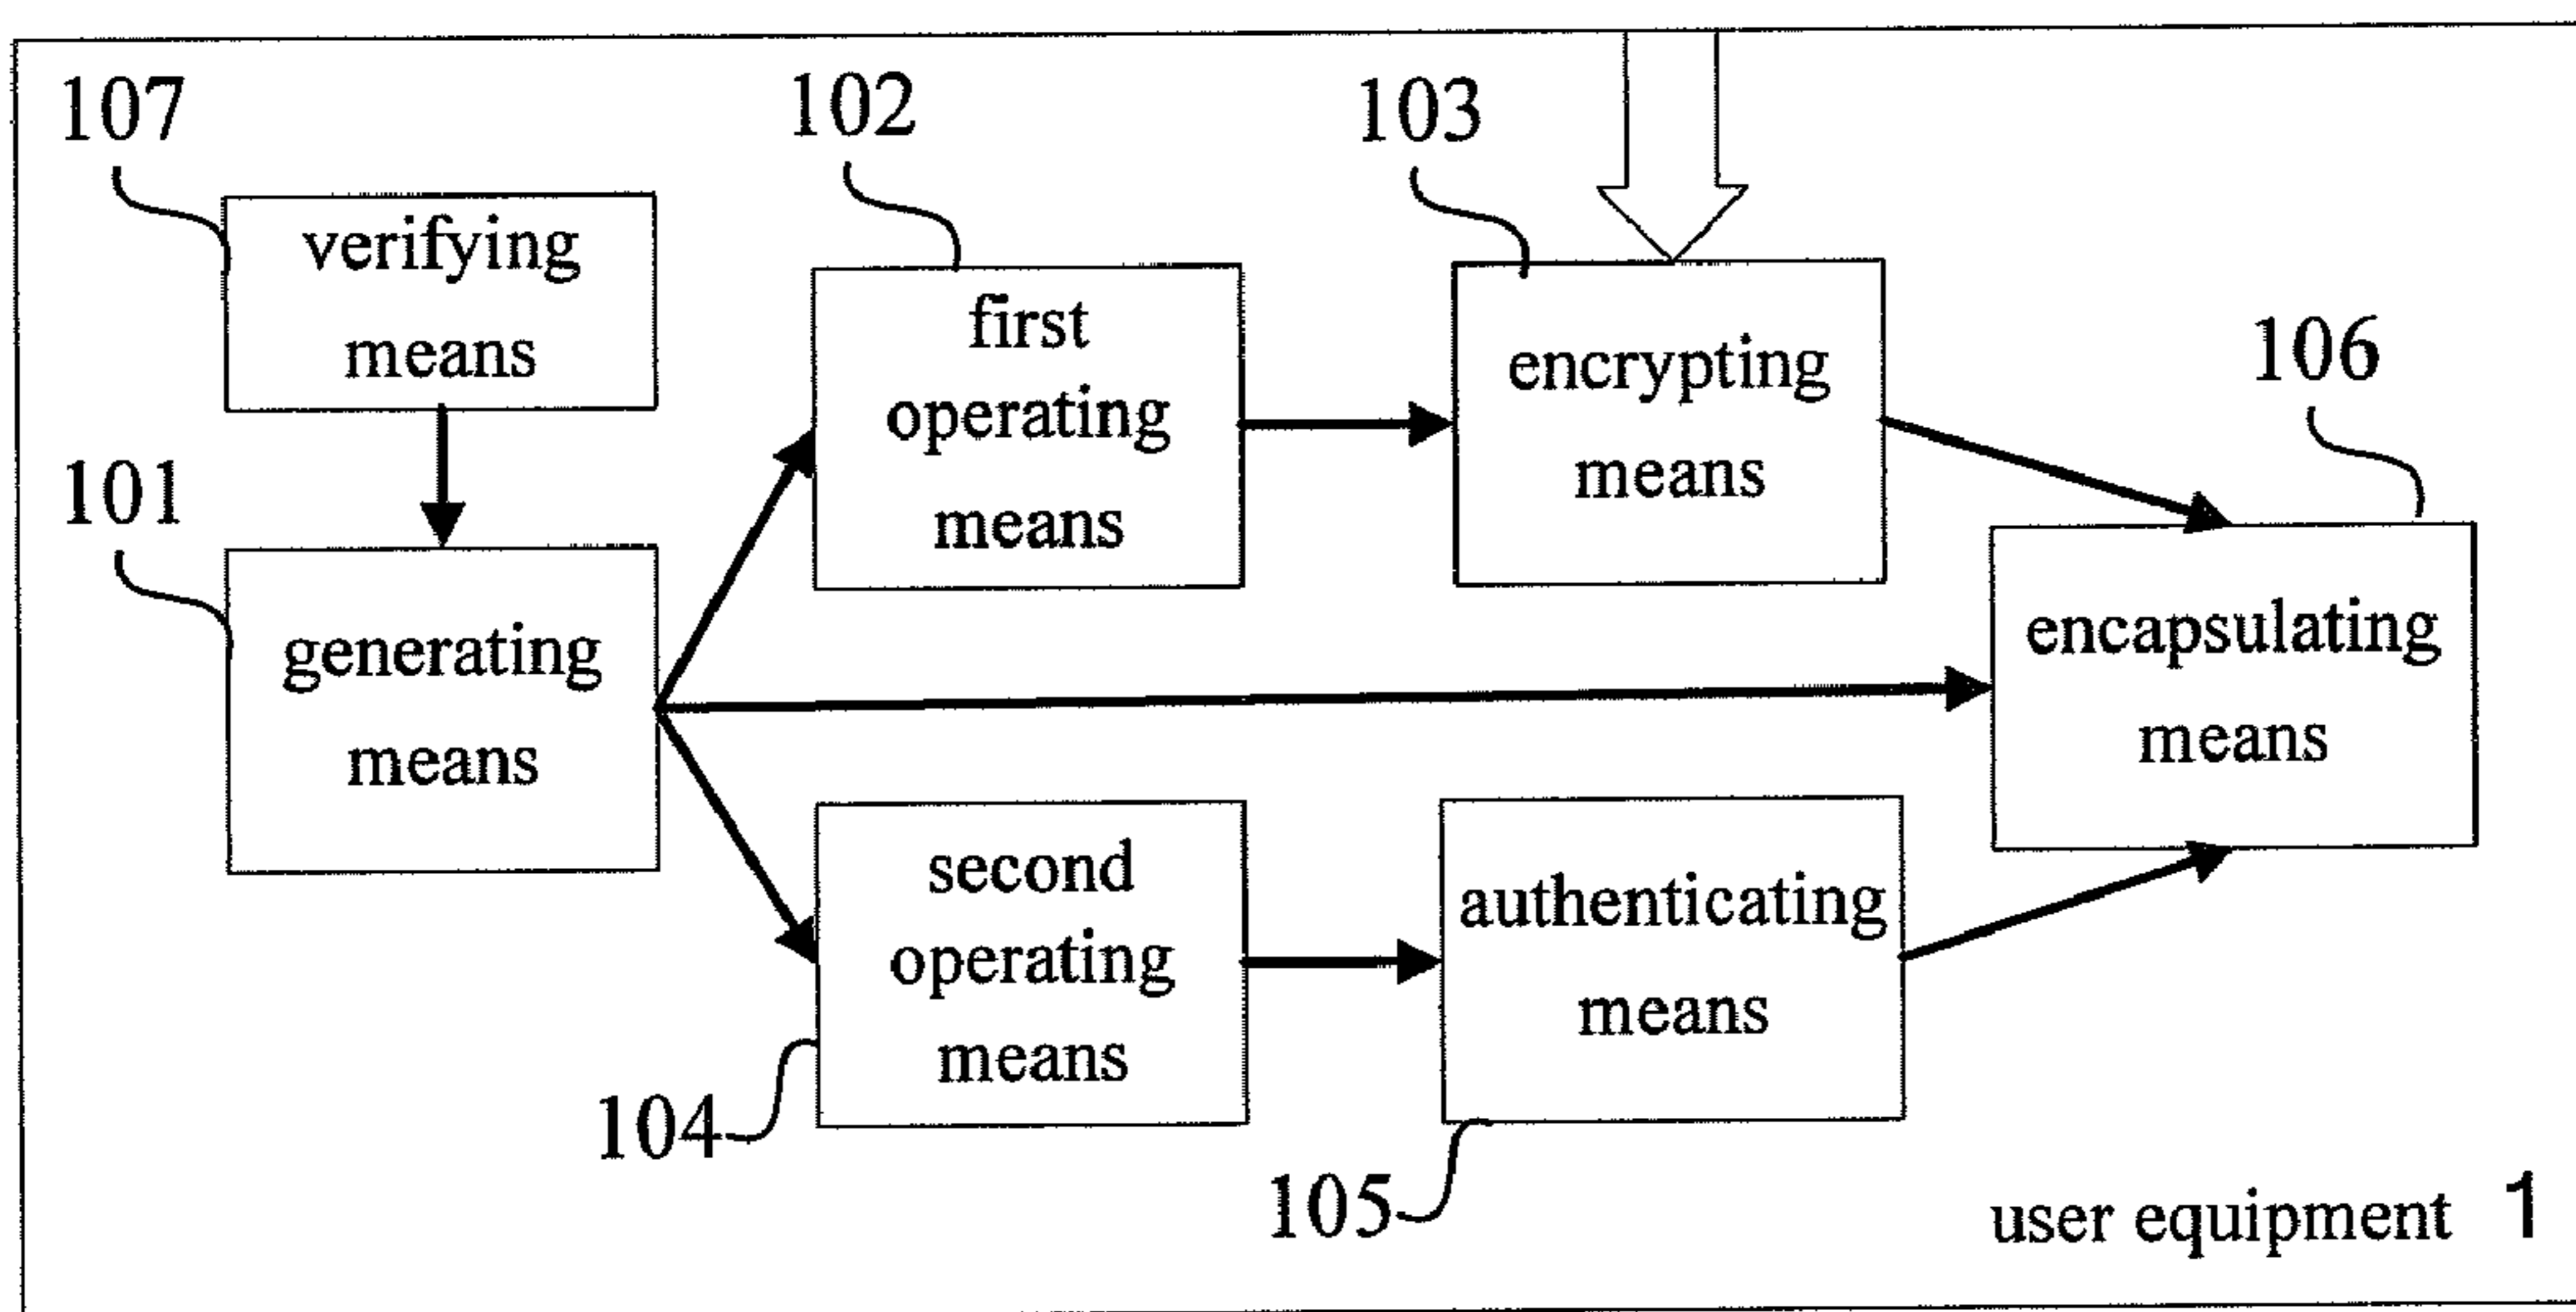 107
102
103
verifying
means
first
operating
means
encrypting
means
106
101
generating
means
encapsulating
means
second
operating
means
authenticating
means
104
105
user equipment 1